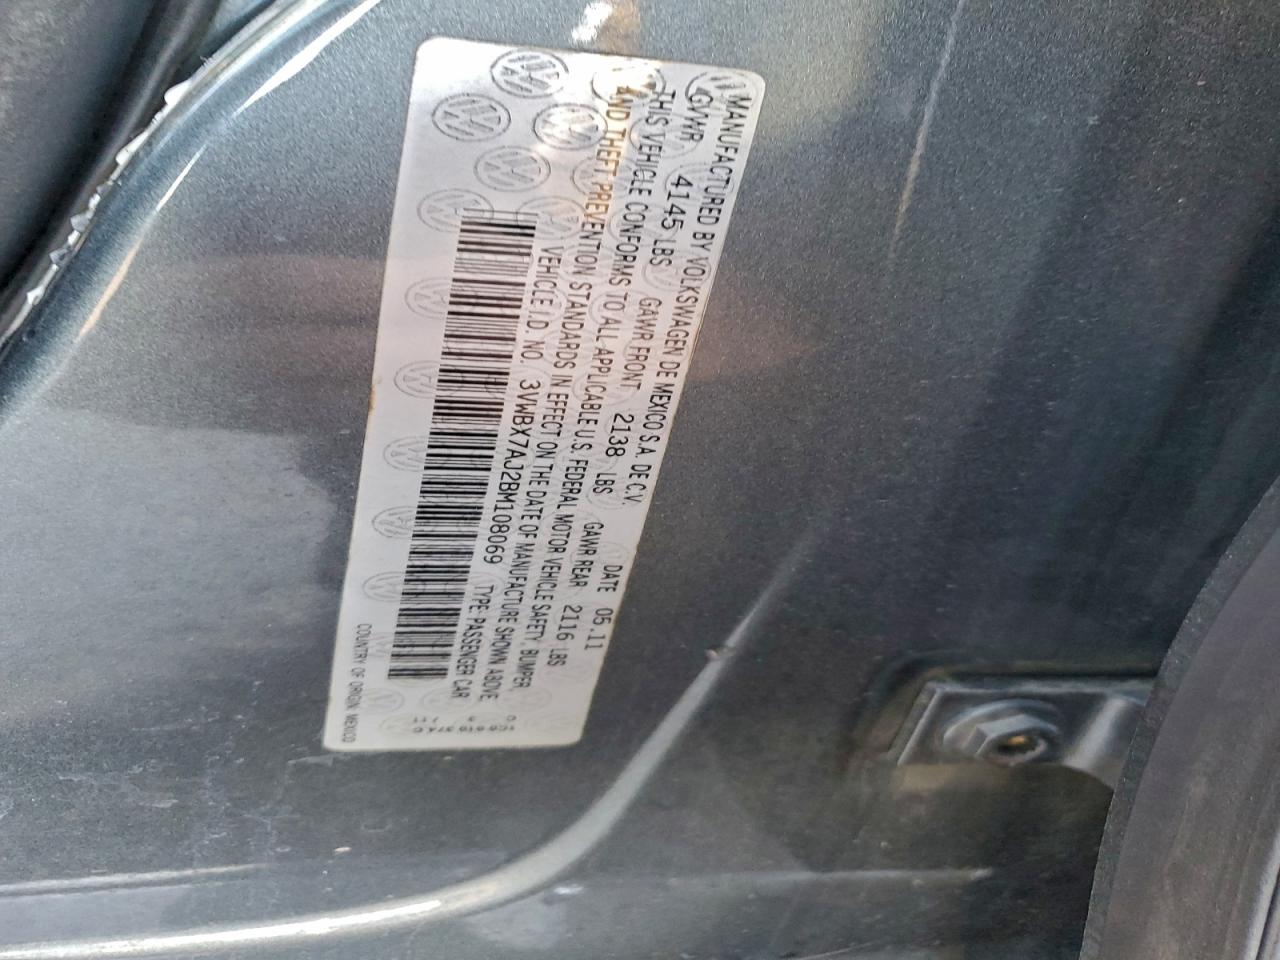 MANUFACTURED BY VOLKSWAGEN DE MEXICO S.A. DE C.V. DATE 05.11
GVWR 4145 LBS GAWR FRONT 2138 LBS GAWR REAR 2116 LBS
THIS VEHICLE CONFORMS TO ALL APPLICABLE U.S. FEDERAL MOTOR VEHICLE SAFETY, BUMPER,
AND THEFT PREVENTION STANDARDS IN EFFECT ON THE DATE OF MANUFACTURE SHOWN ABOVE
VEHICLE I.D. NO. 3VWBX7AJ2BM108069 TYPE:PASSENGER CAR
COUNTRY OF ORIGIN: MEXICO